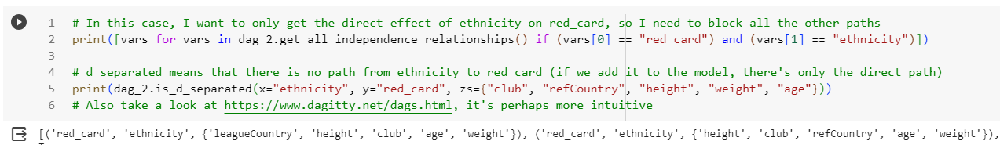 1 # In this case, I want to only get the direct effect of ethnicity on red_card, so I need to block all the other paths
2 print([vars for vars in dag_2.get_all_independence_relationships() if (vars[0] == "red_card") and (vars[1] == "ethnicity")])
3
4 # d_separated means that there is no path from ethnicity to red_card (if we add it to the model, there's only the direct path)
5 print(dag_2.is_d_separated(x="ethnicity", y="red_card", zs={"club", "refCountry", "height", "weight", "age"}))
6 # Also take a look at https://www.dagitty.net/dags.html, it's perhaps more intuitive
[('red_card', 'ethnicity', {'leagueCountry', 'height', 'club', 'age', 'weight'}), ('red_card', 'ethnicity', {'height', 'club', 'refCountry', 'age', 'weight'}),